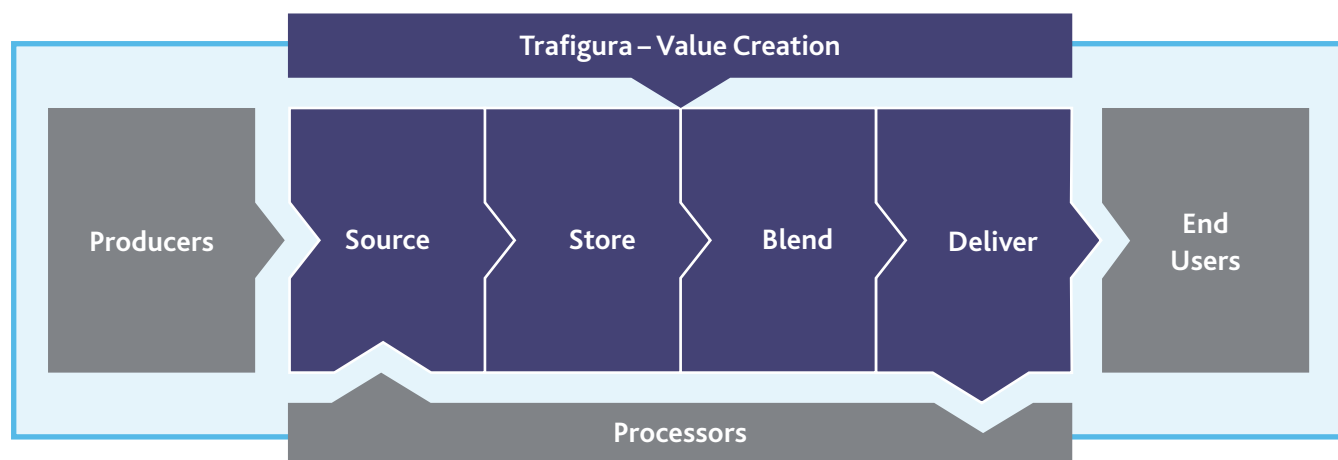 Trafigura – Value Creation
Producers
Source
Store
Blend
Deliver
End
Users
Processors